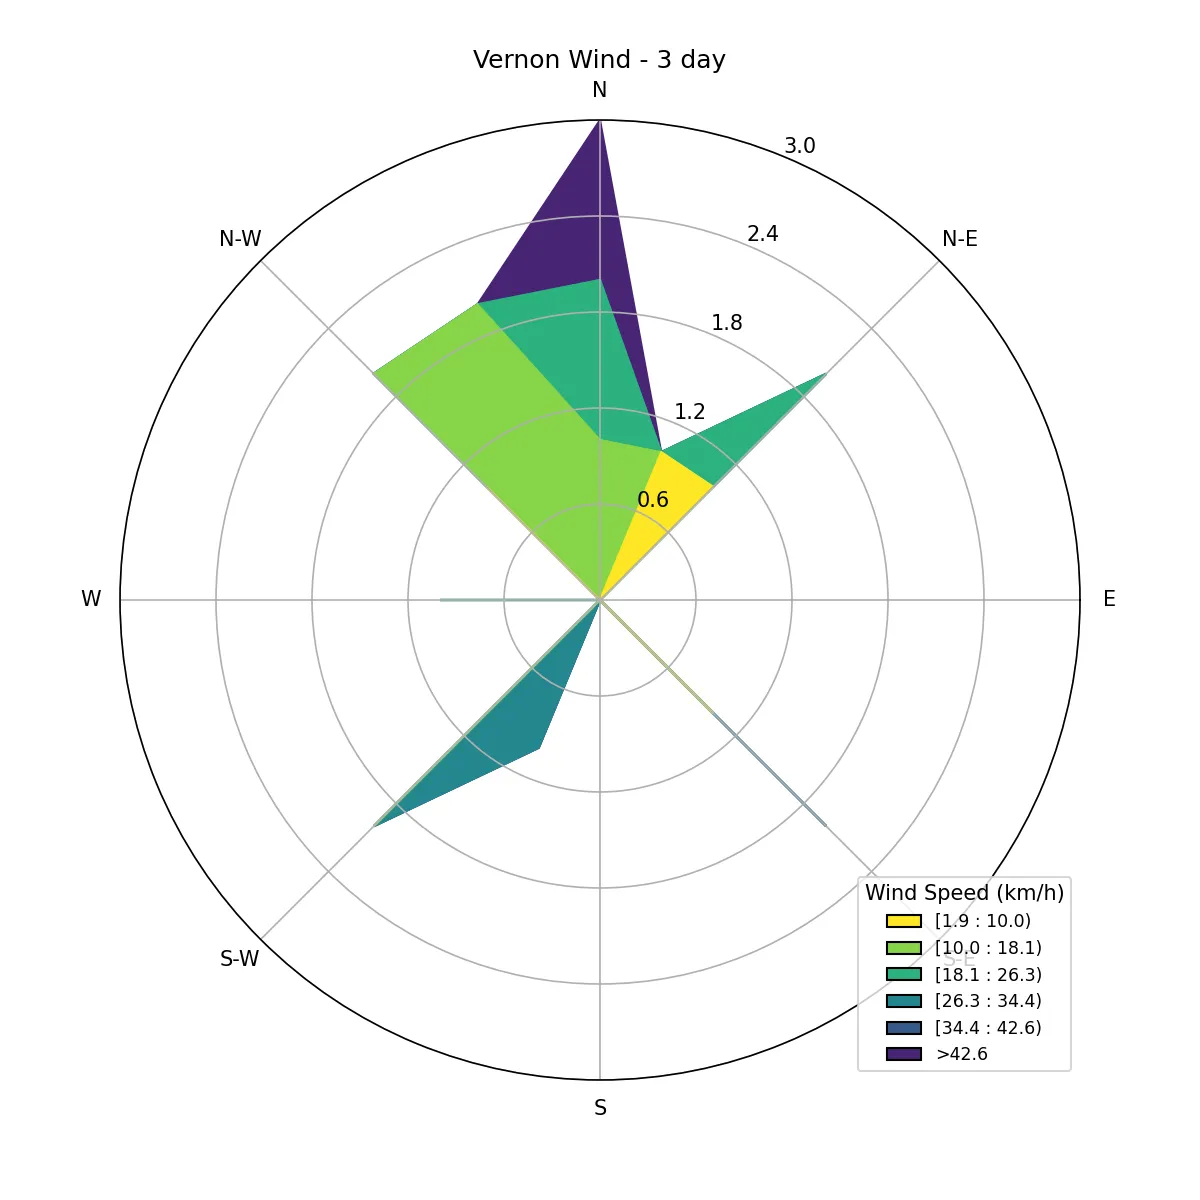 Vernon Wind - 3 day
N
3.0
N-W
2.4
N-E
1.8
1.2
0.6
W
E
Wind Speed (km/h)
[1.9 : 10.0)
[10.0 : 18.1)
S-W
S-E
[18.1 : 26.3)
[26.3 : 34.4)
[34.4 : 42.6)
>42.6
S